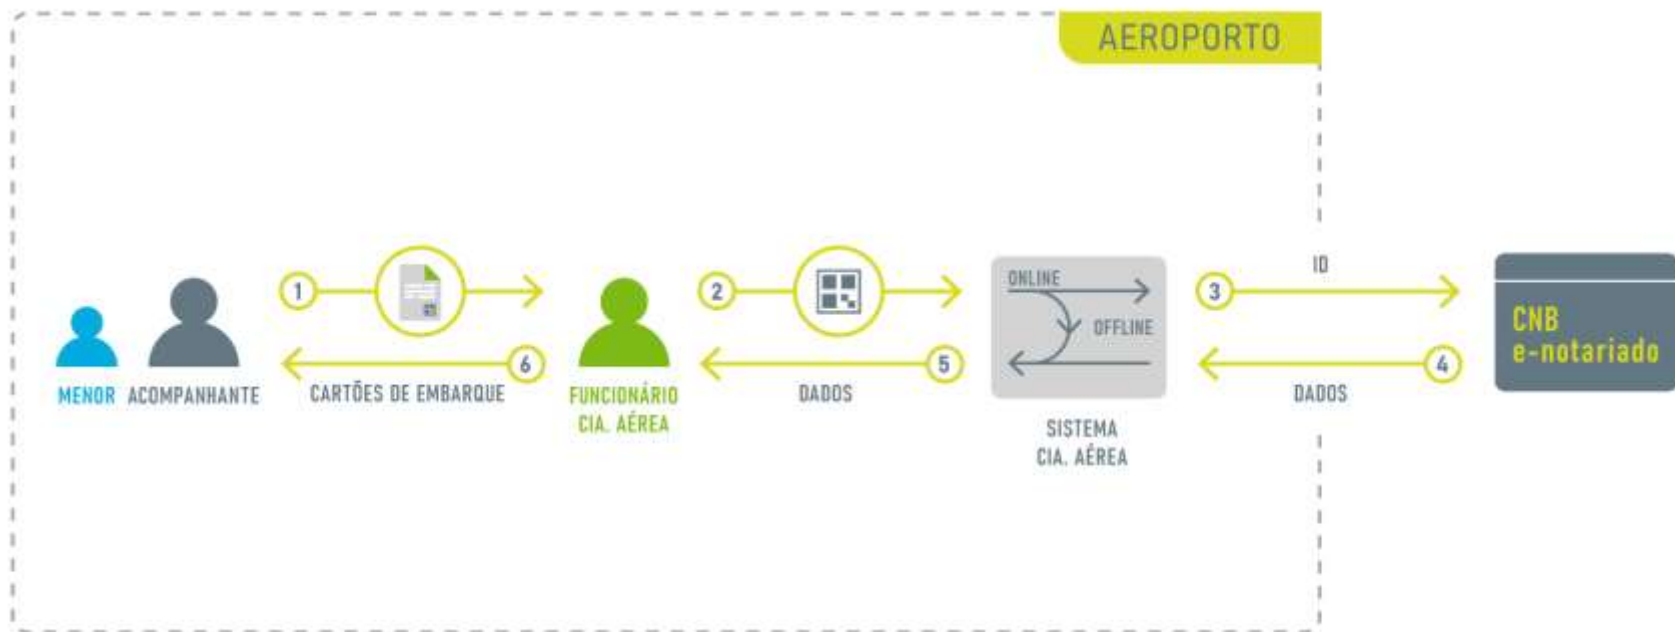 AEROPORTO
ID
1
2
ONLINE
OFFLINE
3
CNB
e-notariado
6
5
4
MENOR
ACOMPANHANTE
CARTÕES DE EMBARQUE
FUNCIONÁRIO
CIA. AÉREA
DADOS
SISTEMA
CIA. AÉREA
DADOS